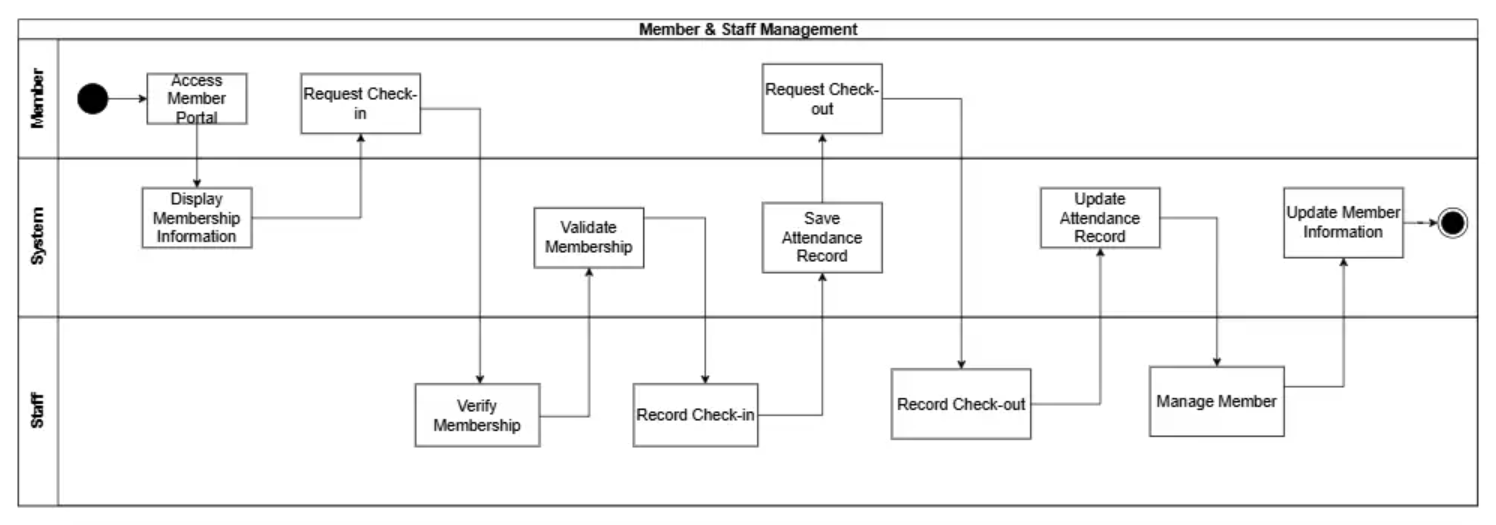 Member & Staff Management
Member
Access
Member
Portal
Request Check-
in
Request Check-
out
System
Display
Membership
Information
Validate
Membership
Save
Attendance
Record
Update
Attendance
Record
Update Member
Information
Staff
Verify
Membership
Record Check-in
Record Check-out
Manage Member